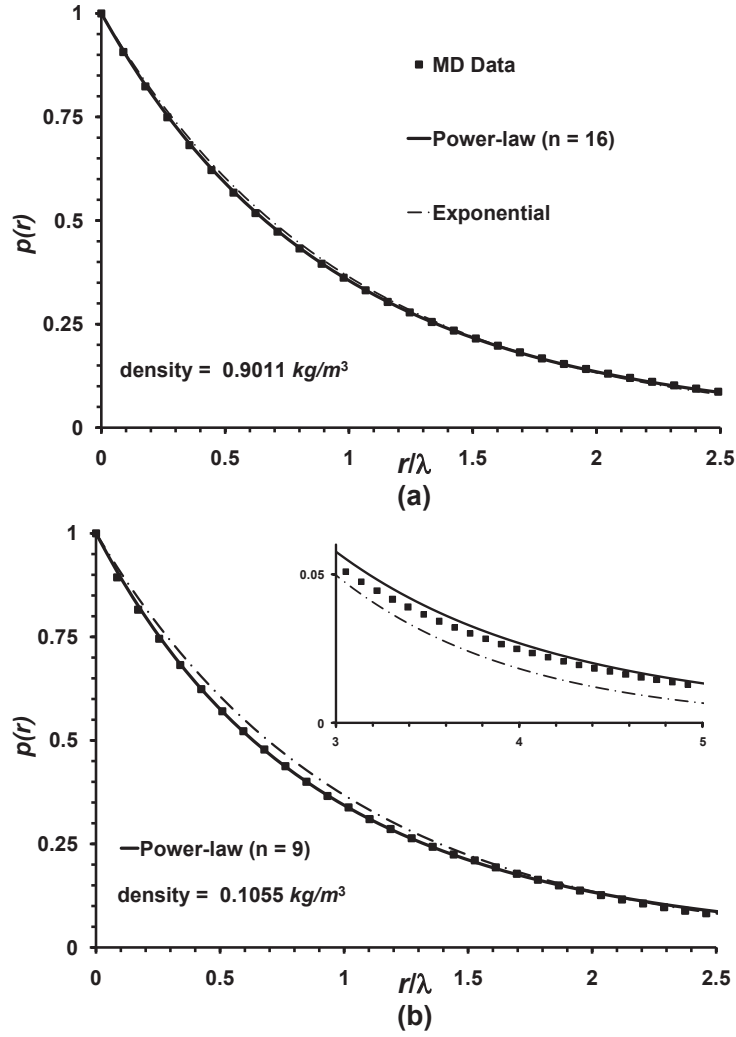 1
0.75
0.5
0.25
0
p(r)
MD Data
Power-law (n = 16)
Exponential
density = 0.9011 kg/m³
0 0.5 1 1.5 2 2.5
r/λ
(a)
1
0.75
0.5
0.25
0
p(r)
0.05
0
3 4 5
Power-law (n = 9)
density = 0.1055 kg/m³
0 0.5 1 1.5 2 2.5
r/λ
(b)